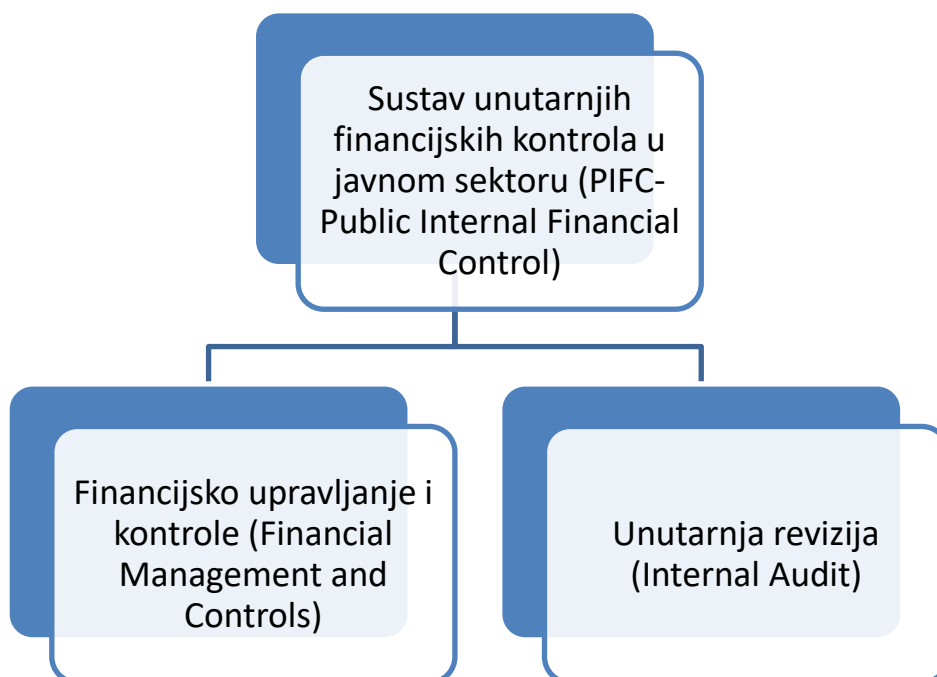 Sustav unutarnjih
financijskih kontrola u
javnom sektoru (PIFC-
Public Internal Financial
Control)
Financijsko upravljanje i
kontrole (Financial
Management and
Controls)
Unutarnja revizija
(Internal Audit)